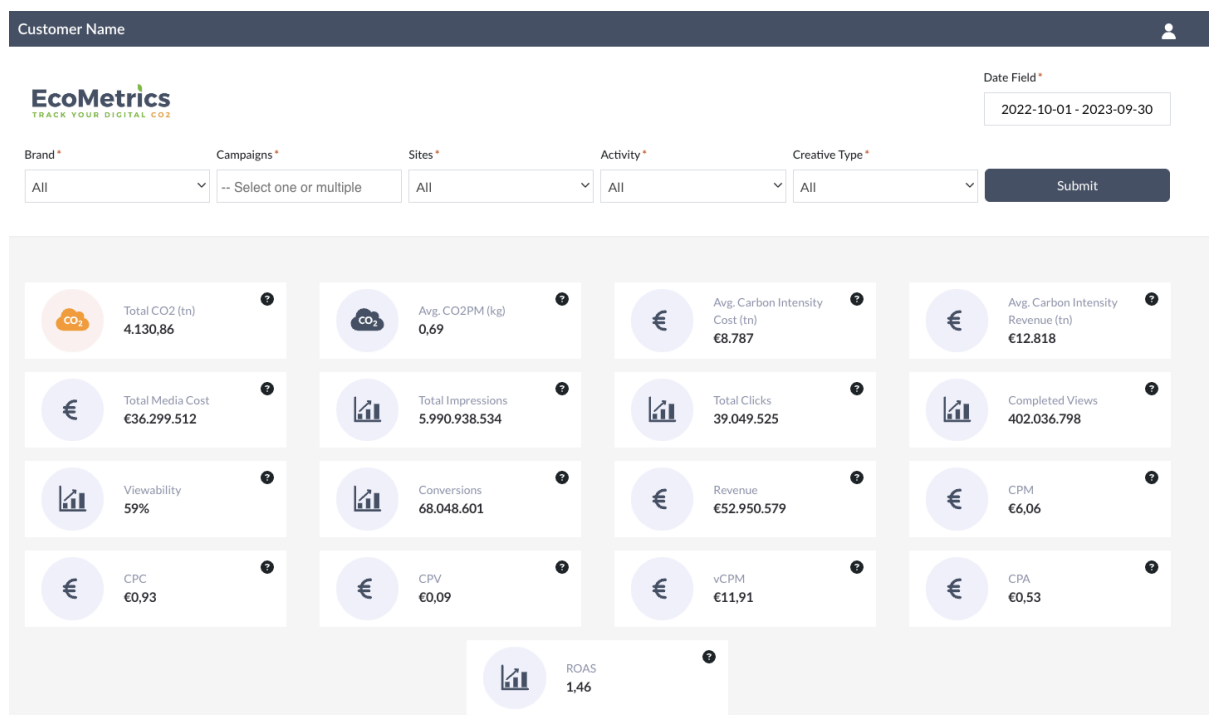 Customer Name
EcoMetrics
TRACK YOUR DIGITAL CO2
Date Field*
2022-10-01 - 2023-09-30
Brand*
Campaigns*
Sites*
Activity*
Creative Type*
All
-- Select one or multiple
All
All
All
Submit
CO2
Total CO2 (tn)
4.130,86
?
CO2
Avg. CO2PM (kg)
0,69
?
€
Avg. Carbon Intensity
Cost (tn)
€8.787
?
€
Avg. Carbon Intensity
Revenue (tn)
€12.818
?
€
Total Media Cost
€36.299.512
?
Total Impressions
5.990.938.534
?
Total Clicks
39.049.525
?
Completed Views
402.036.798
?
Viewability
59%
?
Conversions
68.048.601
?
€
Revenue
€52.950.579
?
€
CPM
€6,06
?
€
CPC
€0,93
?
€
CPV
€0,09
?
€
vCPM
€11,91
?
€
CPA
€0,53
?
ROAS
1,46
?